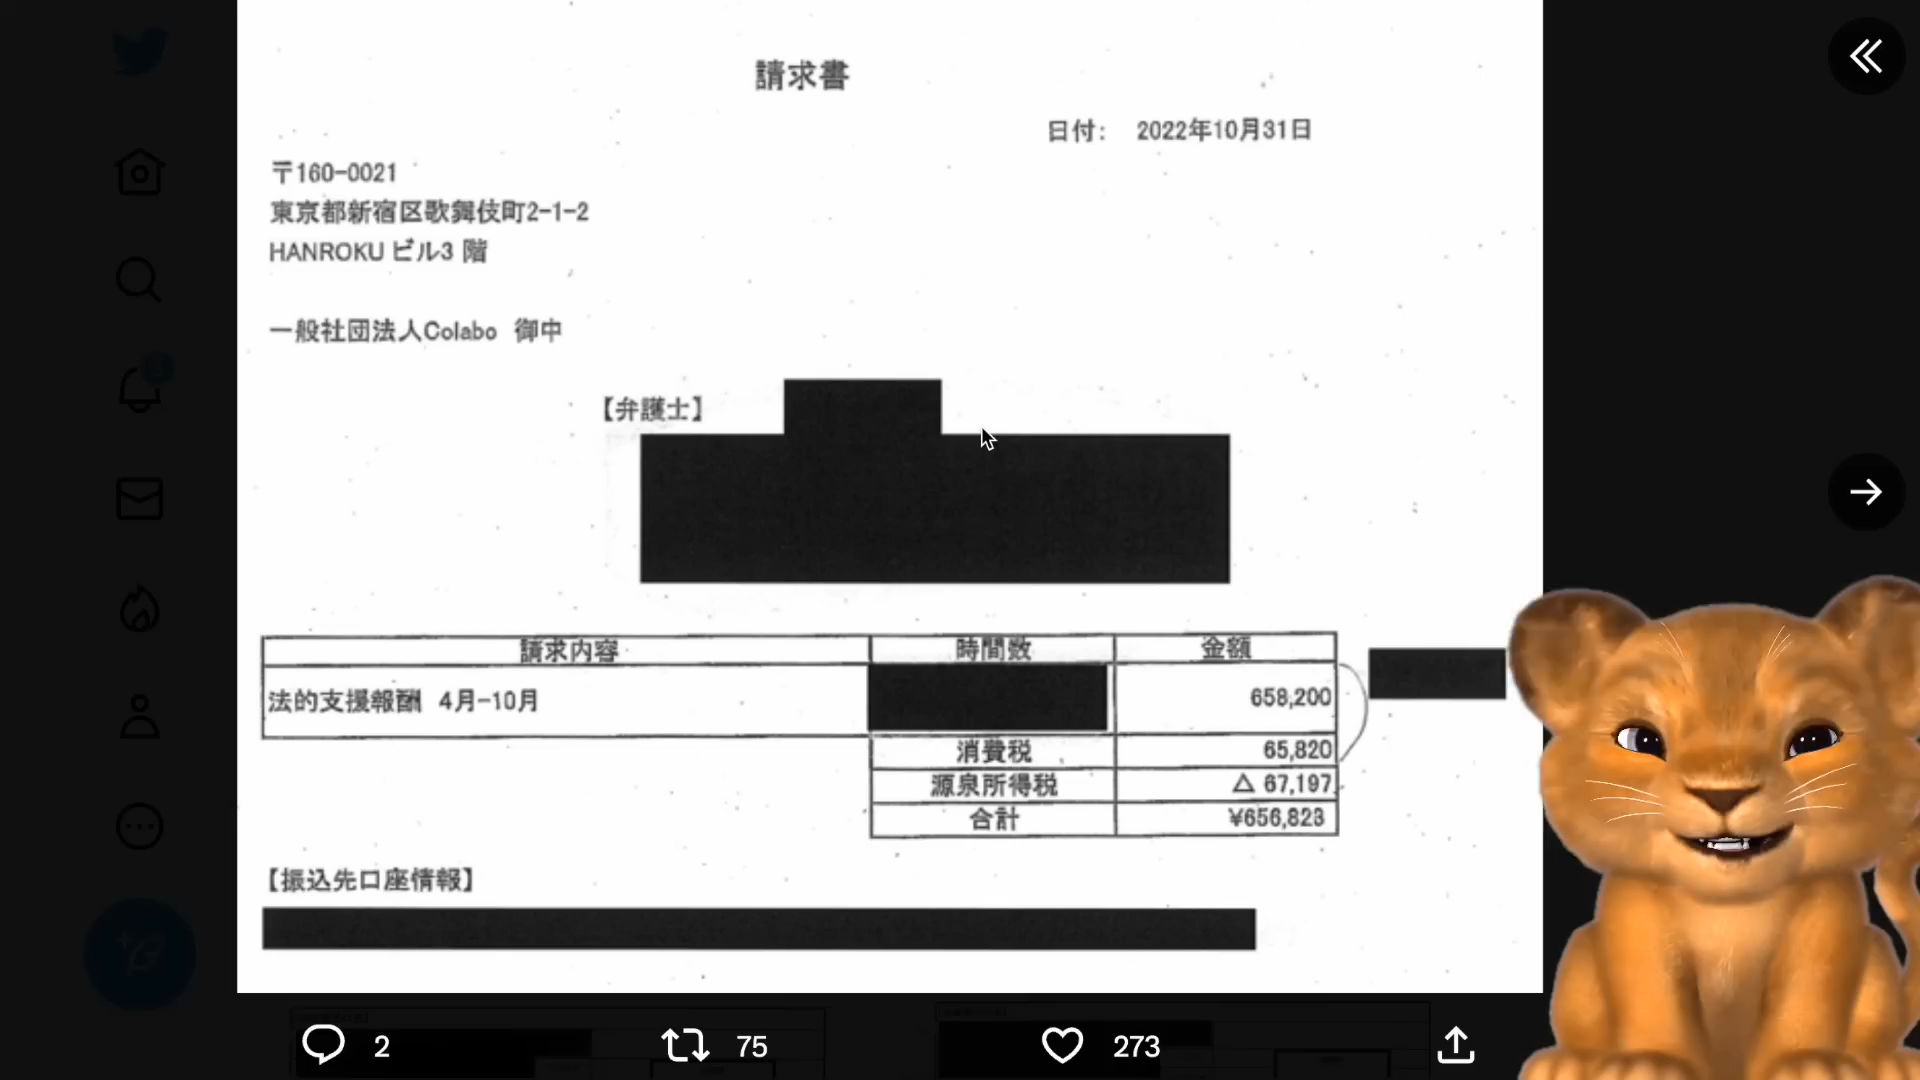 請求書
日付: 2022年10月31日
〒160-0021
東京都新宿区歌舞伎町2-1-2
HANROKU ビル3 階
一般社団法人Colabo 御中
【弁護士】
請求内容 時間数 金額
法的支援報酬 4月-10月 658,200
消費税 65,820
源泉所得税 △ 67,197
合計 ¥656,823
【振込先口座情報】
2 75 273